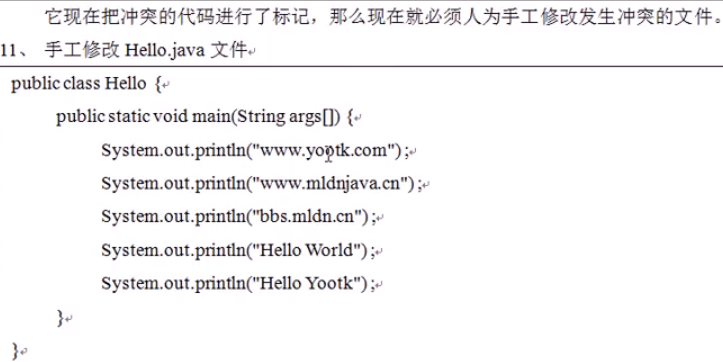 它现在把冲突的代码进行了标记，那么现在就必须人为手工修改发生冲突的文件。
11、 手工修改 Hello.java 文件
public class Hello {
public static void main(String args[]) {
System.out.println("www.yootk.com");
System.out.println("www.mldnjava.cn");
System.out.println("bbs.mldn.cn");
System.out.println("Hello World");
System.out.println("Hello Yootk");
}
}